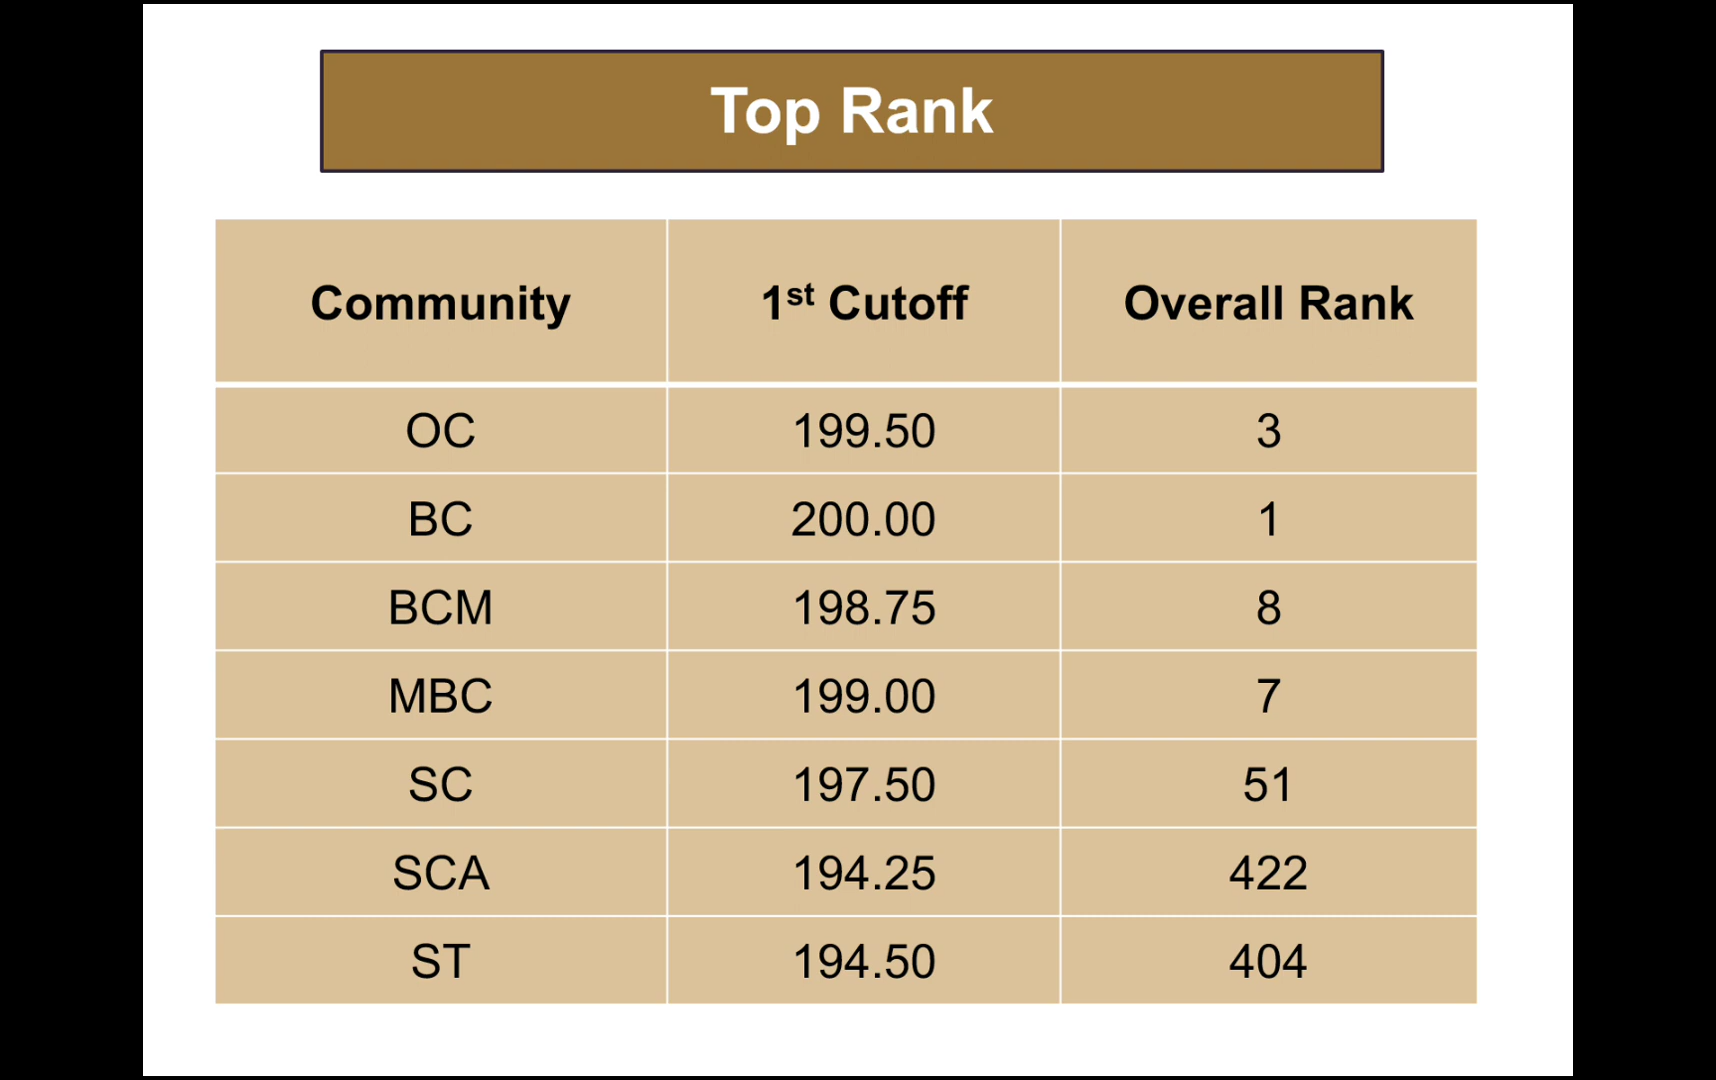 Top Rank
Community 1st Cutoff Overall Rank
OC 199.50 3
BC 200.00 1
BCM 198.75 8
MBC 199.00 7
SC 197.50 51
SCA 194.25 422
ST 194.50 404